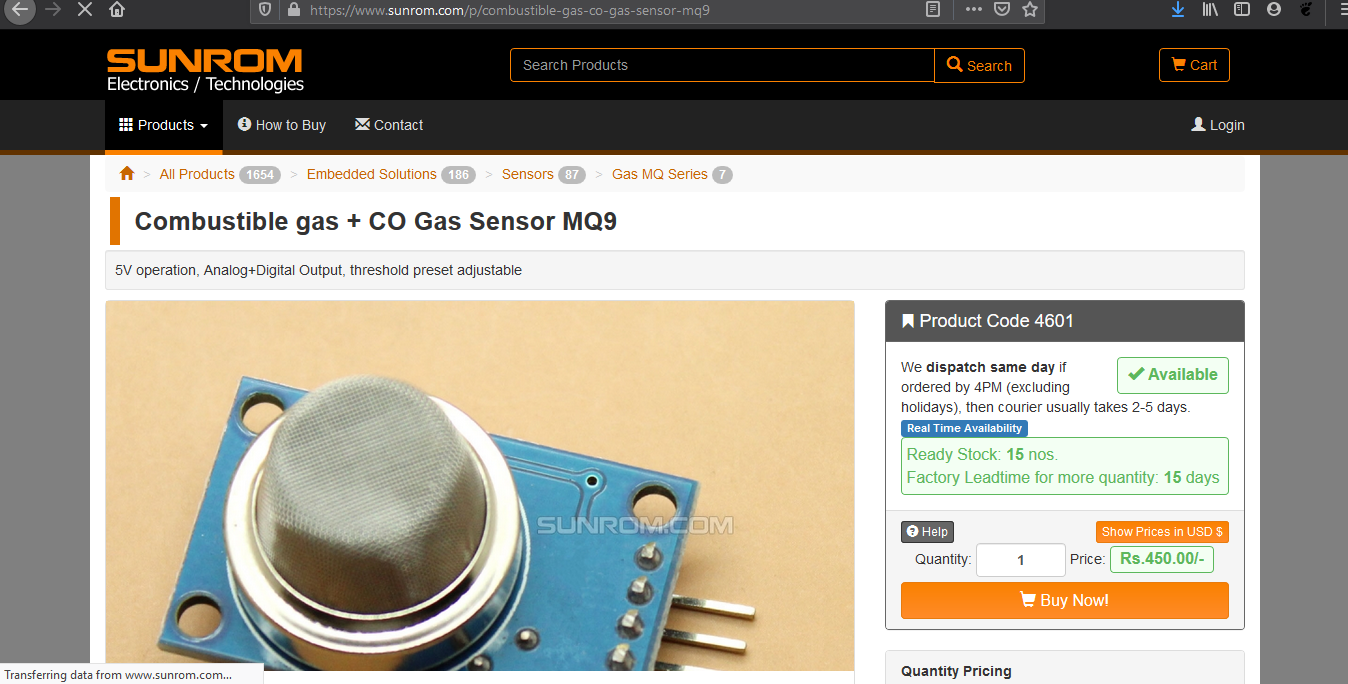 https://www.sunrom.com/p/combustible-gas-co-gas-sensor-mq9
SUNROM
Electronics / Technologies
Search Products
Search
Cart
Products
How to Buy
Contact
Login
> All Products 1654 > Embedded Solutions 186 > Sensors 87 > Gas MQ Series 7
Combustible gas + CO Gas Sensor MQ9
5V operation, Analog+Digital Output, threshold preset adjustable
SUNROM.COM
Product Code 4601
We dispatch same day if
ordered by 4PM (excluding
holidays), then courier usually takes 2-5 days.
Available
Real Time Availability
Ready Stock: 15 nos.
Factory Leadtime for more quantity: 15 days
Help
Show Prices in USD $
Quantity: 1 Price: Rs.450.00/-
Buy Now!
Quantity Pricing
Transferring data from www.sunrom.com...